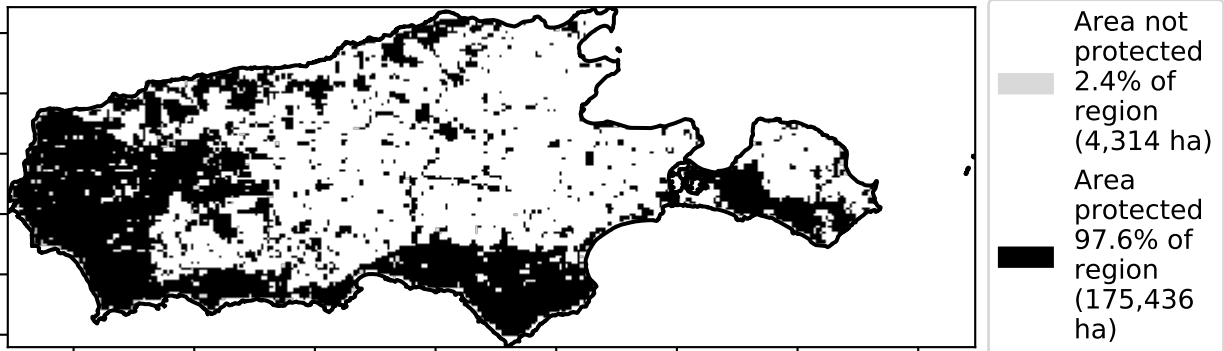 Area not
protected
2.4% of
region
(4,314 ha)
Area
protected
97.6% of
region
(175,436
ha)